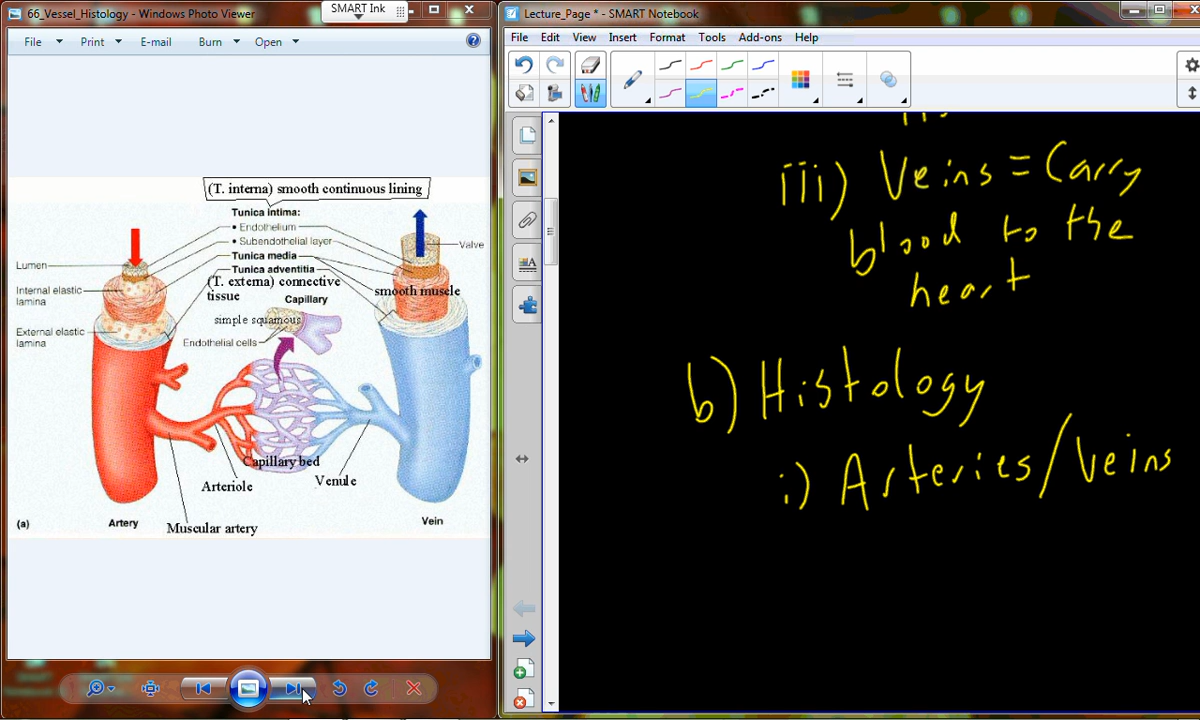 66_Vessel_Histology - Windows Photo Viewer
SMART Ink
File Print E-mail Burn Open
(T. interna) smooth continuous lining
Tunica intima:
• Endothelium
• Subendothelial layer
Tunica media
Tunica adventitia
(T. externa) connective
tissue
Valve
Lumen
Internal elastic
lamina
smooth muscle
Capillary
simple squamous
External elastic
lamina
Endothelial cells
Capillary bed
Venule
Arteriole
(a)
Artery
Vein
Muscular artery
Lecture_Page * - SMART Notebook
File Edit View Insert Format Tools Add-ons Help
iii) Veins = Carry
blood to the
heart
b) Histology
i) Arteries/Veins